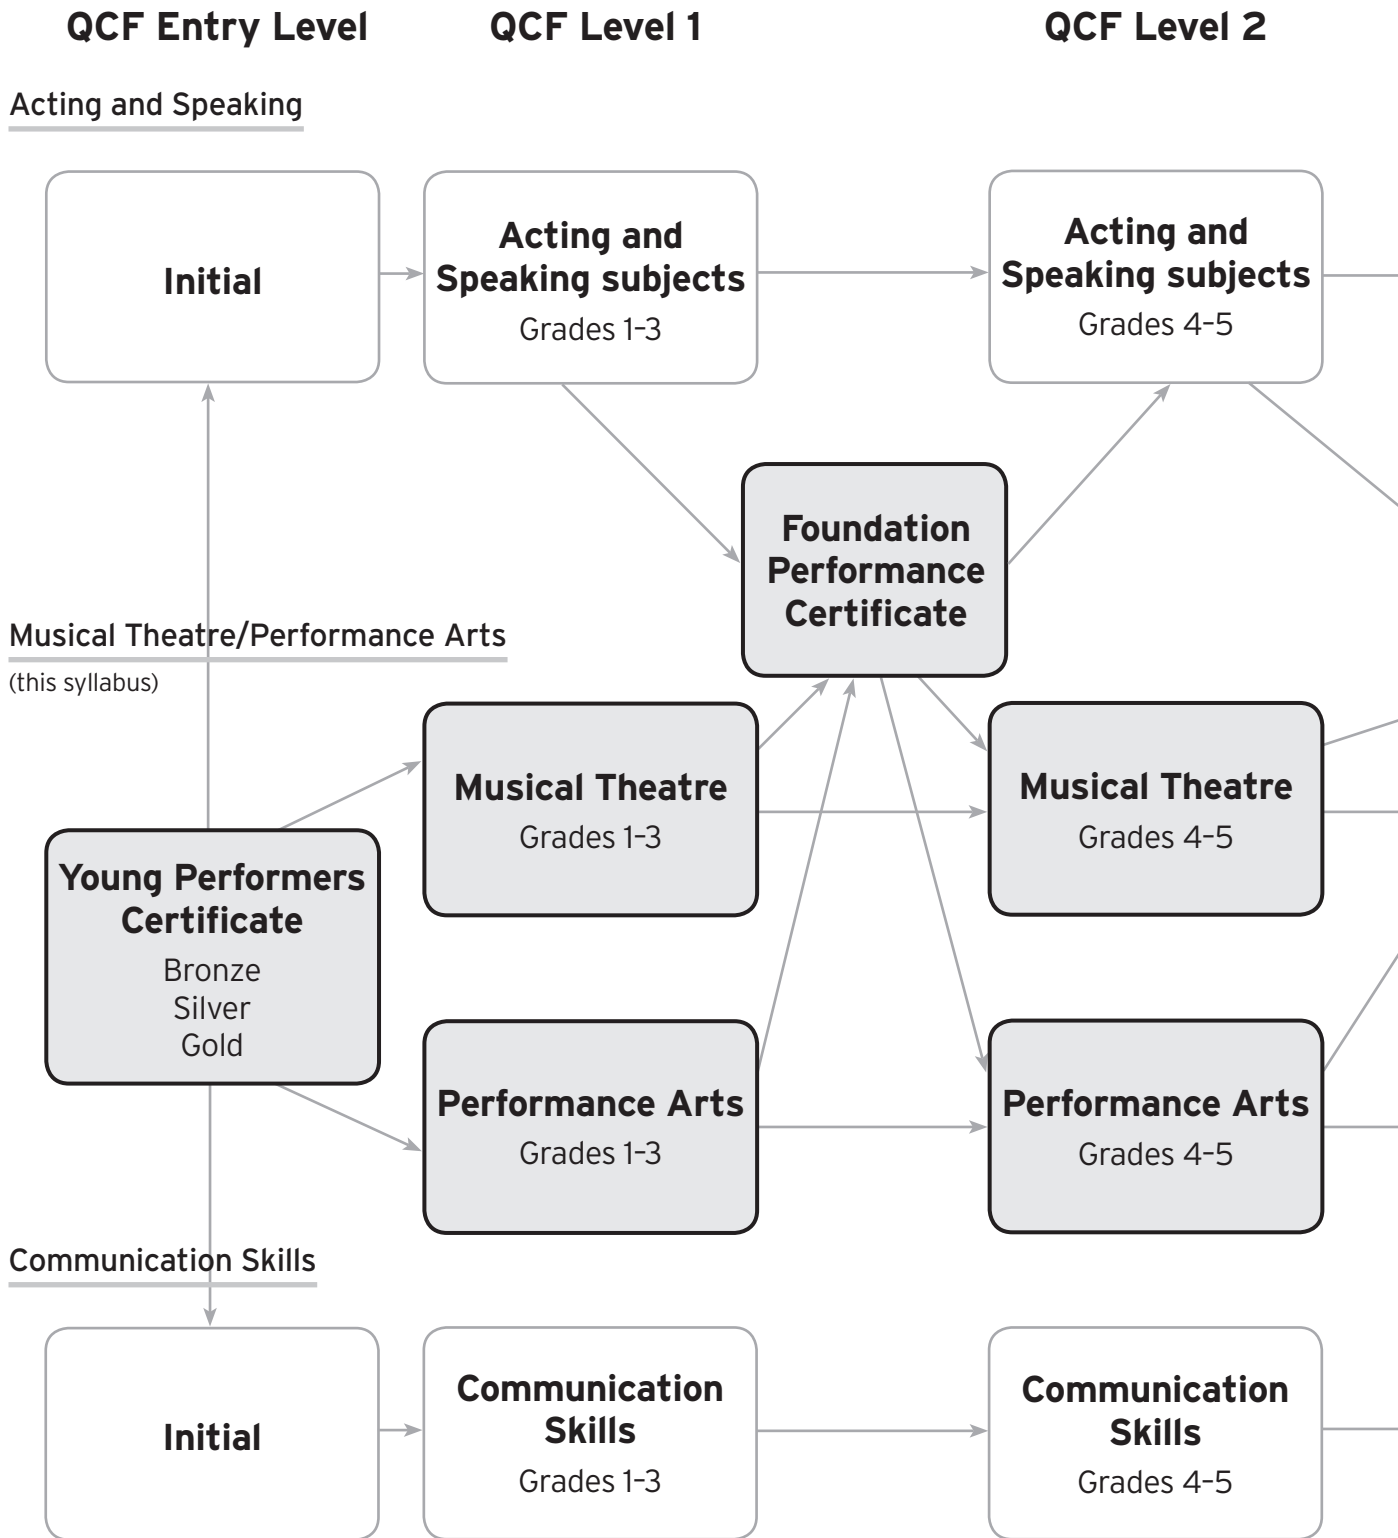 QCF Entry Level
QCF Level 1
QCF Level 2
Acting and Speaking
Initial
Acting and
Speaking subjects
Grades 1–3
Acting and
Speaking subjects
Grades 4–5
Foundation
Performance
Certificate
Musical Theatre/Performance Arts
(this syllabus)
Musical Theatre
Grades 1–3
Musical Theatre
Grades 4–5
Young Performers
Certificate
Bronze
Silver
Gold
Performance Arts
Grades 1–3
Performance Arts
Grades 4–5
Communication Skills
Initial
Communication
Skills
Grades 1–3
Communication
Skills
Grades 4–5